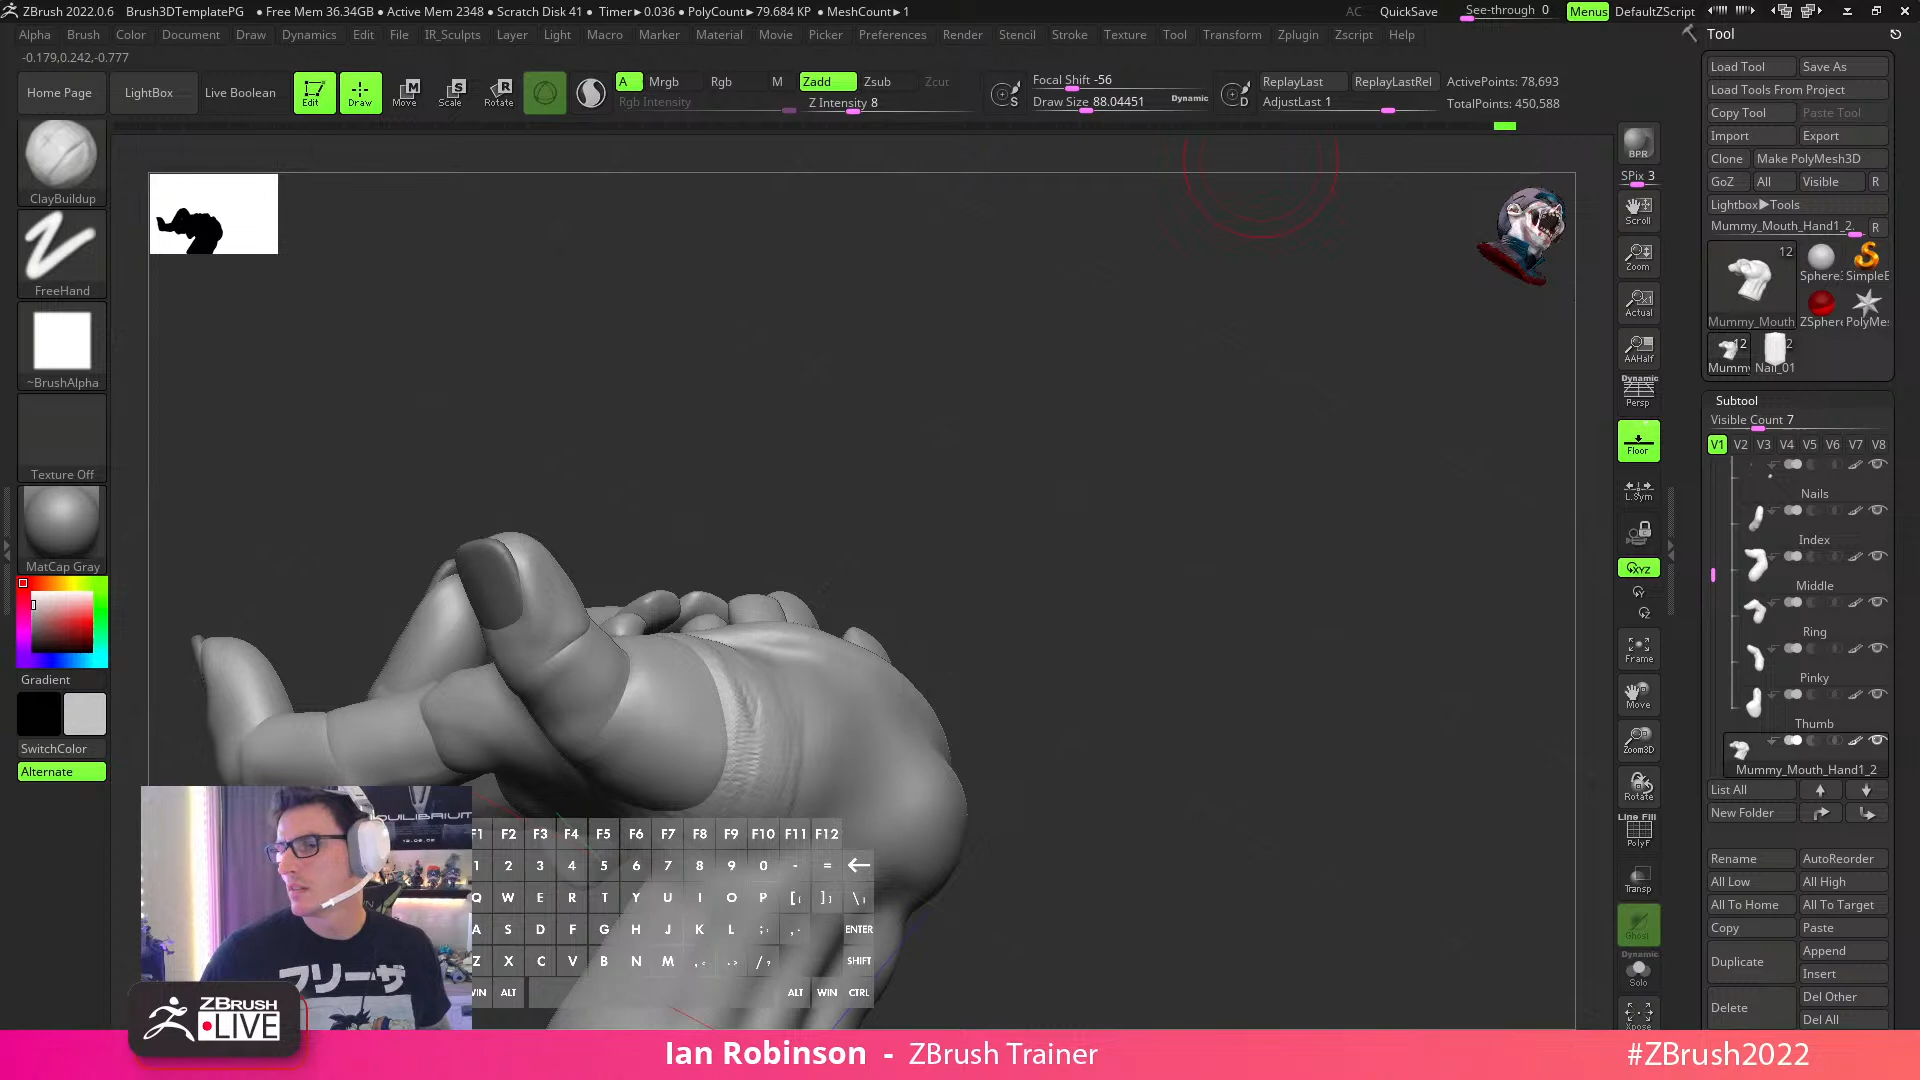 ZBrush 2022.0.6 Brush3DTemplatePG ● Free Mem 36.34GB ● Active Mem 2348 ● Scratch Disk 41 ● Timer▶0.036 ● PolyCount▶79.684 KP ● MeshCount▶1 AC QuickSave See-through 0 Menus DefaultZScript
Alpha Brush Color Document Draw Dynamics Edit File IR_Sculpts Layer Light Macro Marker Material Movie Picker Preferences Render Stencil Stroke Texture Tool Transform Zplugin Zscript Help
-0.179,0.242,-0.777
Home Page LightBox Live Boolean Edit Draw Move Scale Rotate
A Mrgb Rgb M Zadd Zsub Zcut
Rgb Intensity Z Intensity 8
Focal Shift -56
Draw Size 88.04451 Dynamic
ReplayLast ReplayLastRel ActivePoints: 78,693
AdjustLast 1 TotalPoints: 450,588
ClayBuildup
FreeHand
~BrushAlpha
Texture Off
MatCap Gray
Gradient
SwitchColor
Alternate
BPR
SPix 3
Scroll
Zoom
Actual
AAHalf
Dynamic
Persp
Floor
L.Sym
XYZ
Y
Z
Frame
Move
Zoom3D
Rotate
Line Fill
PolyF
Transp
Ghost
Dynamic
Solo
Xpose
Tool
Load Tool Save As
Load Tools From Project
Copy Tool Paste Tool
Import Export
Clone Make PolyMesh3D
GoZ All Visible R
Lightbox▶Tools
Mummy_Mouth_Hand1_2. R
12
Sphere: SimpleE
Mummy_Mouth ZSphere PolyMe:
12 2
Mummy Nail_01
Subtool
Visible Count 7
V1 V2 V3 V4 V5 V6 V7 V8
Nails
Index
Middle
Ring
Pinky
Thumb
Mummy_Mouth_Hand1_2
List All
New Folder
Rename AutoReorder
All Low All High
All To Home All To Target
Copy Paste
Duplicate Append
Insert
Delete Del Other
Del All
F1 F2 F3 F4 F5 F6 F7 F8 F9 F10 F11 F12
1 2 3 4 5 6 7 8 9 0 - =
Q W E R T Y U I O P [ ] \
A S D F G H J K L ; ENTER
Z X C V B N M , . / SHIFT
WIN ALT ALT WIN CTRL
フリーザ
ZBRUSH
LIVE
Ian Robinson - ZBrush Trainer
#ZBrush2022